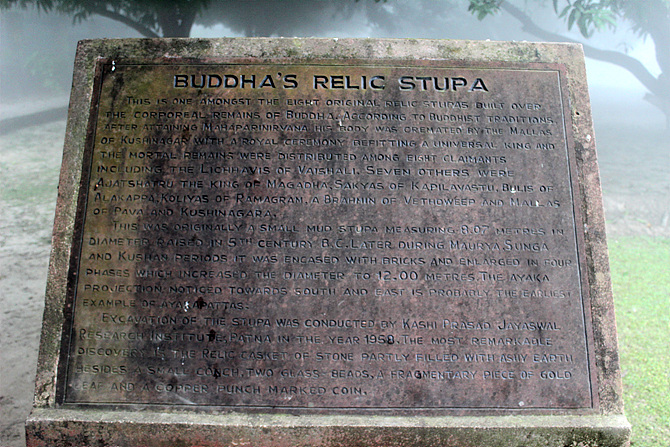 BUDDHA'S RELIC STUPA
THIS IS ONE AMONGST THE EIGHT ORIGINAL RELIC STUPAS BUILT OVER
THE CORPOREAL REMAINS OF BUDDHA. ACCORDING TO BUDDHIST TRADITIONS,
AFTER ATTAINING MAHAPARINIRVANA HIS BODY WAS CREMATED BY THE MALLAS
OF KUSHINAGAR WITH A ROYAL CEREMONY BEFITTING A UNIVERSAL KING AND
THE MORTAL REMAINS WERE DISTRIBUTED AMONG EIGHT CLAIMANTS
INCLUDING THE LICHHAVIS OF VAISHALI. SEVEN OTHERS WERE
AJATSHATRU THE KING OF MAGADHA, SAKYAS OF KAPILAVASTU, BULIS OF
ALAKAPPA, KOLIYAS OF RAMAGRAM, A BRAHMIN OF VETHDWEEP AND MALLAS
OF PAVA AND KUSHINAGARA.
THIS WAS ORIGINALLY A SMALL MUD STUPA MEASURING 8.07 METRES IN
DIAMETER RAISED IN 5TH CENTURY B.C. LATER DURING MAURYA, SUNGA
AND KUSHAN PERIODS IT WAS ENCASED WITH BRICKS AND ENLARGED IN FOUR
PHASES WHICH INCREASED THE DIAMETER TO 12.00 METRES. THE AYAKA
PROJECTION NOTICED TOWARDS SOUTH AND EAST IS PROBABLY THE EARLIEST
EXAMPLE OF AYAKAPATTAS.
EXCAVATION OF THE STUPA WAS CONDUCTED BY KASHI PRASAD JAYASWAL
RESEARCH INSTITUTE, PATNA IN THE YEAR 1958. THE MOST REMARKABLE
DISCOVERY IS THE RELIC CASKET OF STONE PARTLY FILLED WITH ASHY EARTH
BESIDES A SMALL CONCH, TWO GLASS BEADS, A FRAGMENTARY PIECE OF GOLD
LEAF AND A COPPER PUNCH MARKED COIN.